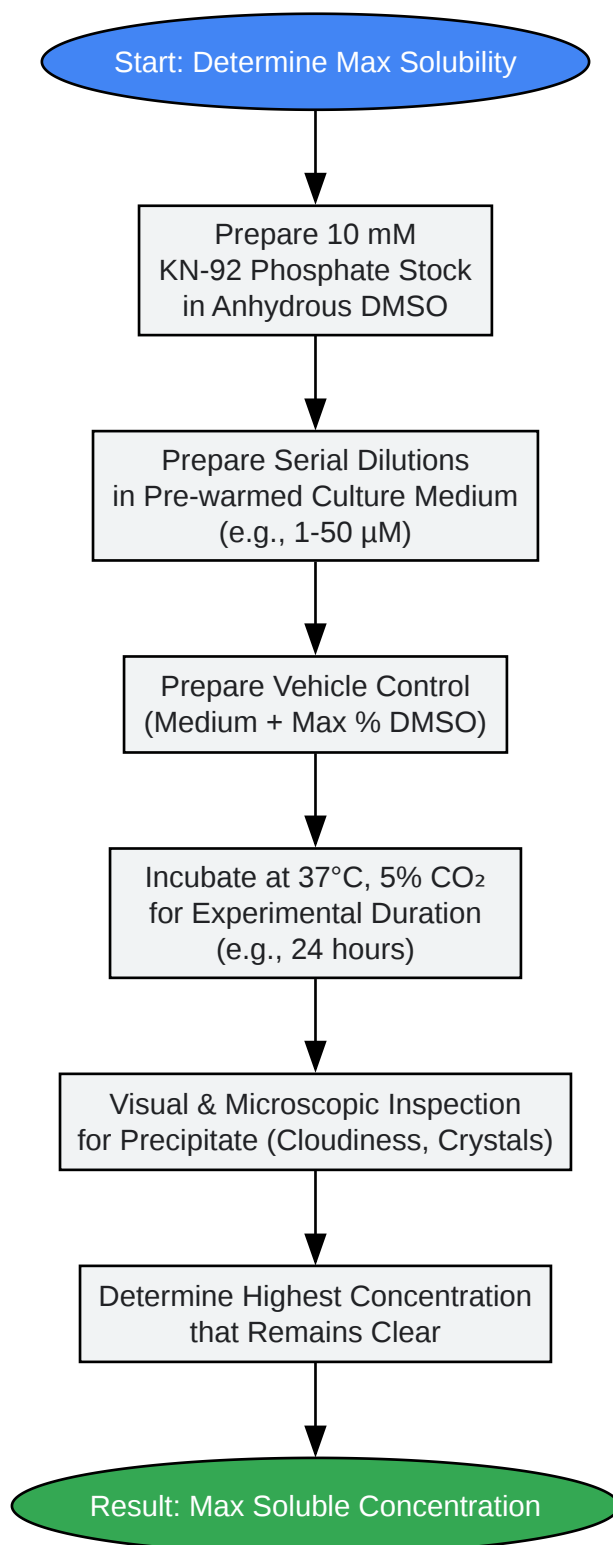 Start: Determine Max Solubility
Prepare 10 mM
KN-92 Phosphate Stock
in Anhydrous DMSO
Prepare Serial Dilutions
in Pre-warmed Culture Medium
(e.g., 1-50 µM)
Prepare Vehicle Control
(Medium + Max % DMSO)
Incubate at 37°C, 5% CO₂
for Experimental Duration
(e.g., 24 hours)
Visual & Microscopic Inspection
for Precipitate (Cloudiness, Crystals)
Determine Highest Concentration
that Remains Clear
Result: Max Soluble Concentration